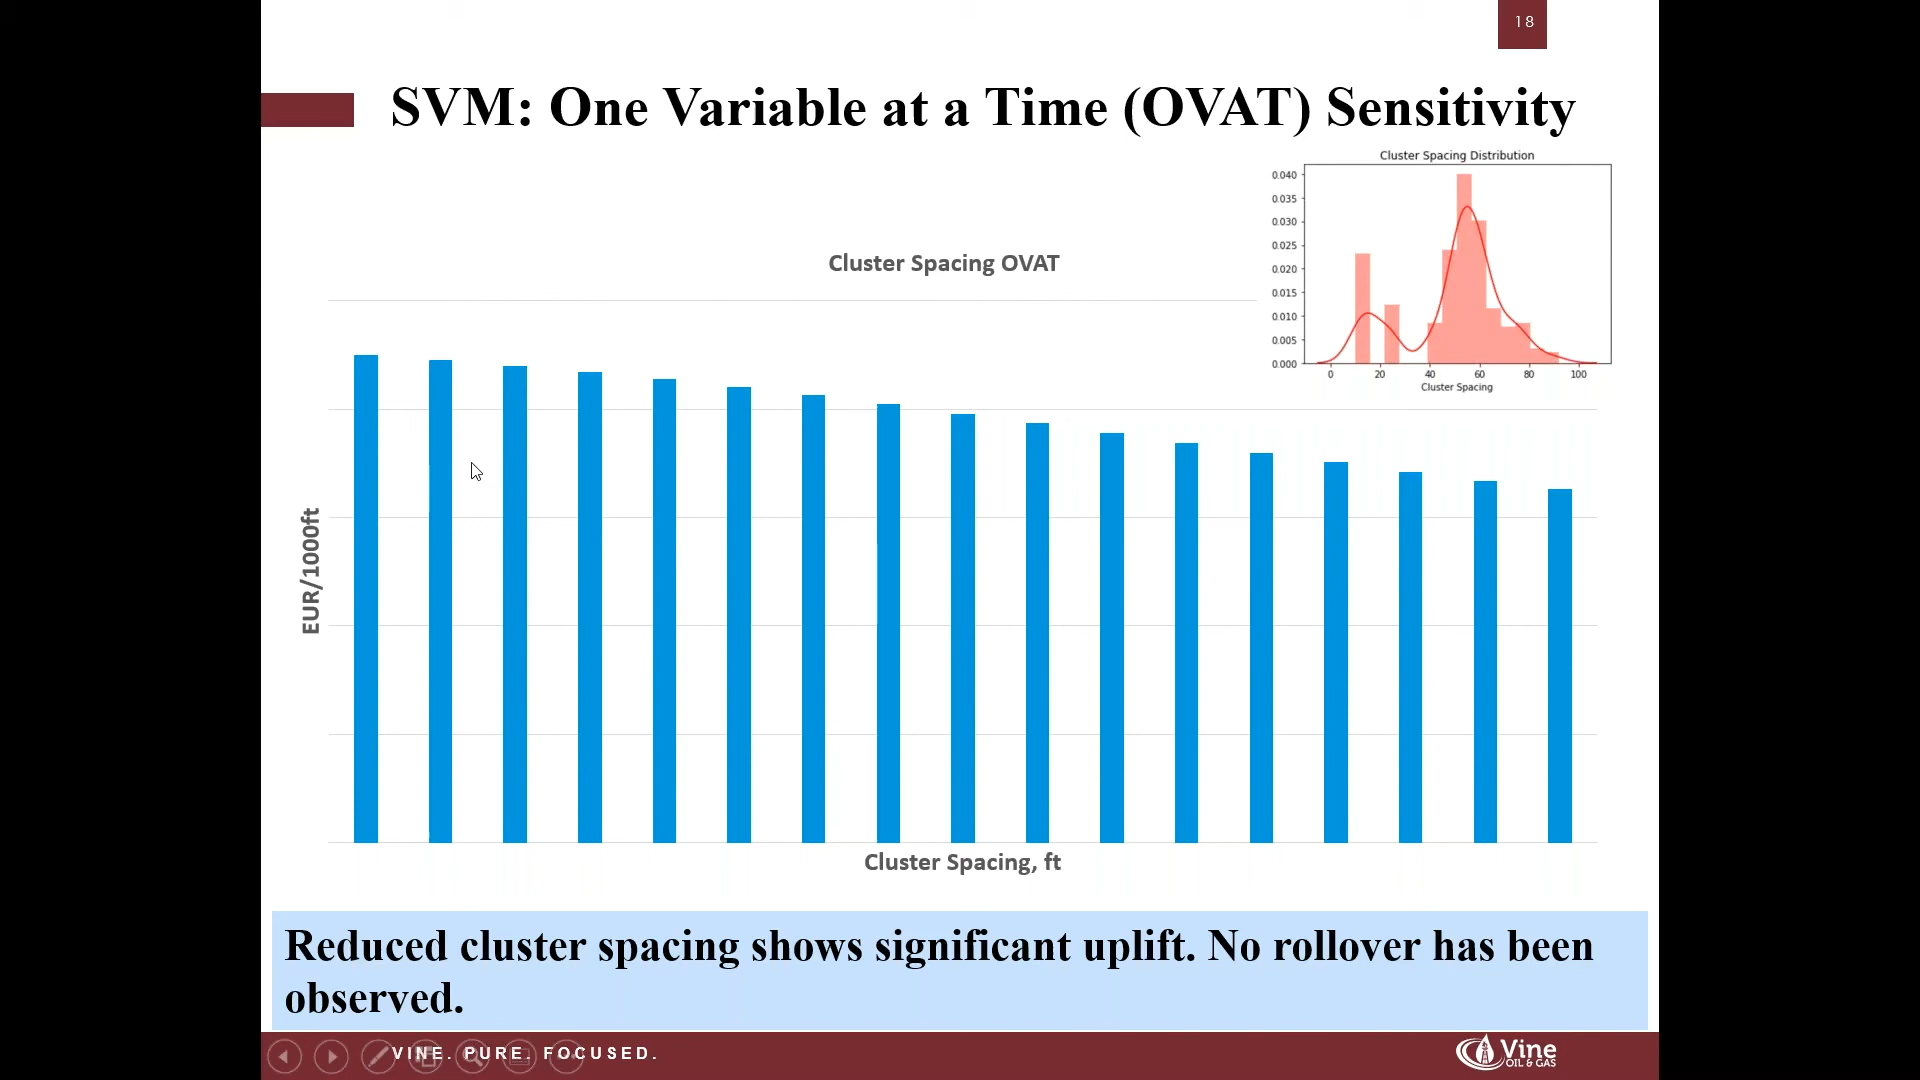 18
SVM: One Variable at a Time (OVAT) Sensitivity
Cluster Spacing Distribution
0.040
0.035
0.030
0.025
0.020
0.015
0.010
0.005
0.000
0 20 40 60 80 100
Cluster Spacing
Cluster Spacing OVAT
EUR/1000ft
Cluster Spacing, ft
Reduced cluster spacing shows significant uplift. No rollover has been
observed.
VINE. PURE. FOCUSED.
Vine
OIL & GAS